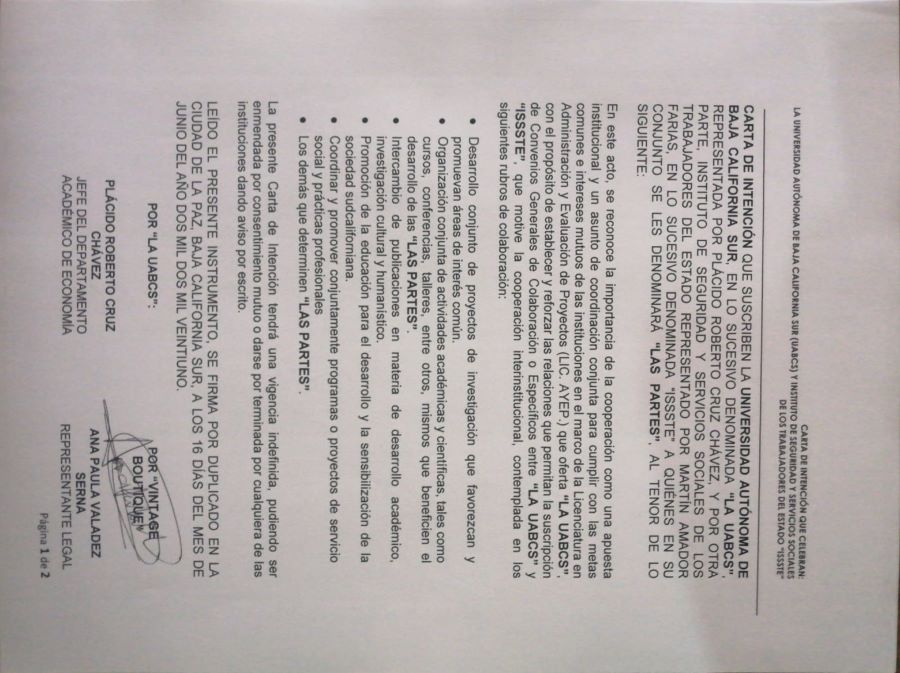 CARTA DE INTENCIÓN QUE CELEBRAN:
LA UNIVERSIDAD AUTÓNOMA DE BAJA CALIFORNIA SUR (UABCS) Y INSTITUTO DE SEGURIDAD Y SERVICIOS SOCIALES
DE LOS TRABAJADORES DEL ESTADO "ISSSTE"
CARTA DE INTENCIÓN QUE SUSCRIBEN LA UNIVERSIDAD AUTÓNOMA DE
BAJA CALIFORNIA SUR, EN LO SUCESIVO DENOMINADA "LA UABCS",
REPRESENTADA POR PLÁCIDO ROBERTO CRUZ CHÁVEZ, Y POR OTRA
PARTE, INSTITUTO DE SEGURIDAD Y SERVICIOS SOCIALES DE LOS
TRABAJADORES DEL ESTADO REPRESENTADO POR MARTÍN AMADOR
FARIAS, EN LO SUCESIVO DENOMINADA "ISSSTE" A QUIÉNES EN SU
CONJUNTO SE LES DENOMINARÁ "LAS PARTES", AL TENOR DE LO
SIGUIENTE:
En este acto, se reconoce la importancia de la cooperación como una apuesta
institucional y un asunto de coordinación conjunta para cumplir con las metas
comunes e intereses mutuos de las instituciones en el marco de la Licenciatura en
Administración y Evaluación de Proyectos (LIC. AYEP.) que oferta "LA UABCS",
con el propósito de establecer y reforzar las relaciones que permitan la suscripción
de Convenios Generales de Colaboración o Específicos entre "LA UABCS" y
"ISSSTE", que motive la cooperación interinstitucional, contemplada en los
siguientes rubros de colaboración:
• Desarrollo conjunto de proyectos de investigación que favorezcan y
promuevan áreas de interés común.
• Organización conjunta de actividades académicas y científicas, tales como
cursos, conferencias, talleres, entre otros, mismos que beneficien el
desarrollo de las "LAS PARTES".
• Intercambio de publicaciones en materia de desarrollo académico,
investigación cultural y humanístico.
• Promoción de la educación para el desarrollo y la sensibilización de la
sociedad sudcaliforniana.
• Coordinar y promover conjuntamente programas o proyectos de servicio
social y prácticas profesionales
• Los demás que determinen "LAS PARTES".
La presente Carta de Intención tendrá una vigencia indefinida, pudiendo ser
enmendada por consentimiento mutuo o darse por terminada por cualquiera de las
instituciones dando aviso por escrito.
LEÍDO EL PRESENTE INSTRUMENTO, SE FIRMA POR DUPLICADO EN LA
CIUDAD DE LA PAZ, BAJA CALIFORNIA SUR, A LOS 16 DÍAS DEL MES DE
JUNIO DEL AÑO DOS MIL DOS MIL VEINTIUNO.
POR "LA UABCS":
PLÁCIDO ROBERTO CRUZ
CHÁVEZ
JEFE DEL DEPARTAMENTO
ACADÉMICO DE ECONOMÍA
POR "VINTAGE
BOUTIQUE"
ANA PAULA VALADEZ
SERNA
REPRESENTANTE LEGAL
Página 1 de 2